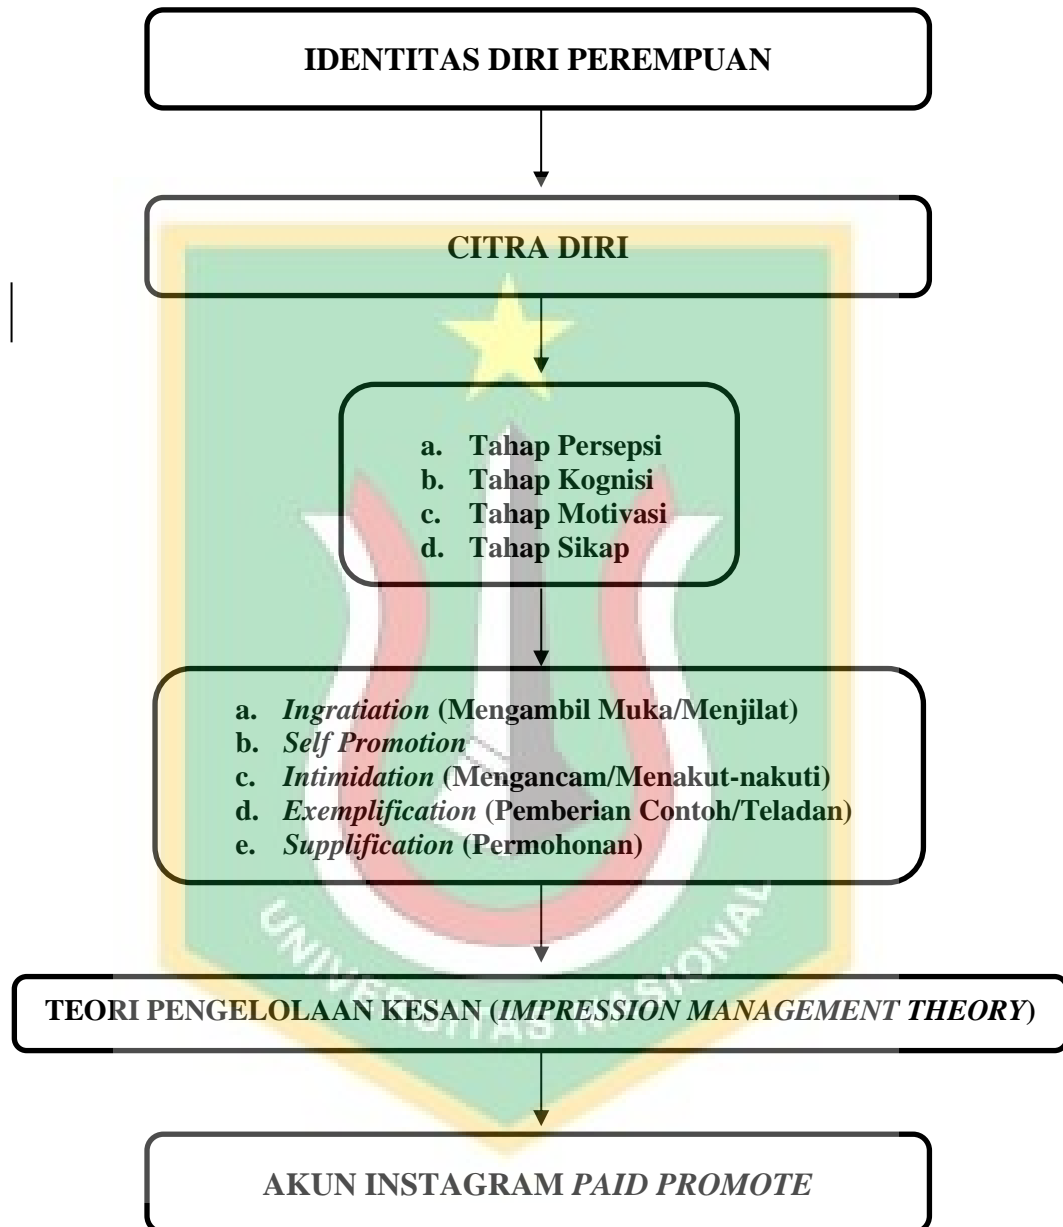 IDENTITAS DIRI PEREMPUAN
CITRA DIRI
a. Tahap Persepsi
b. Tahap Kognisi
c. Tahap Motivasi
d. Tahap Sikap
a. Ingratiation (Mengambil Muka/Menjilat)
b. Self Promotion
c. Intimidation (Mengancam/Menakut-nakuti)
d. Exemplification (Pemberian Contoh/Teladan)
e. Supplification (Permohonan)
UNIVERSITAS NASIONAL
TEORI PENGELOLAAN KESAN (IMPRESSION MANAGEMENT THEORY)
AKUN INSTAGRAM PAID PROMOTE